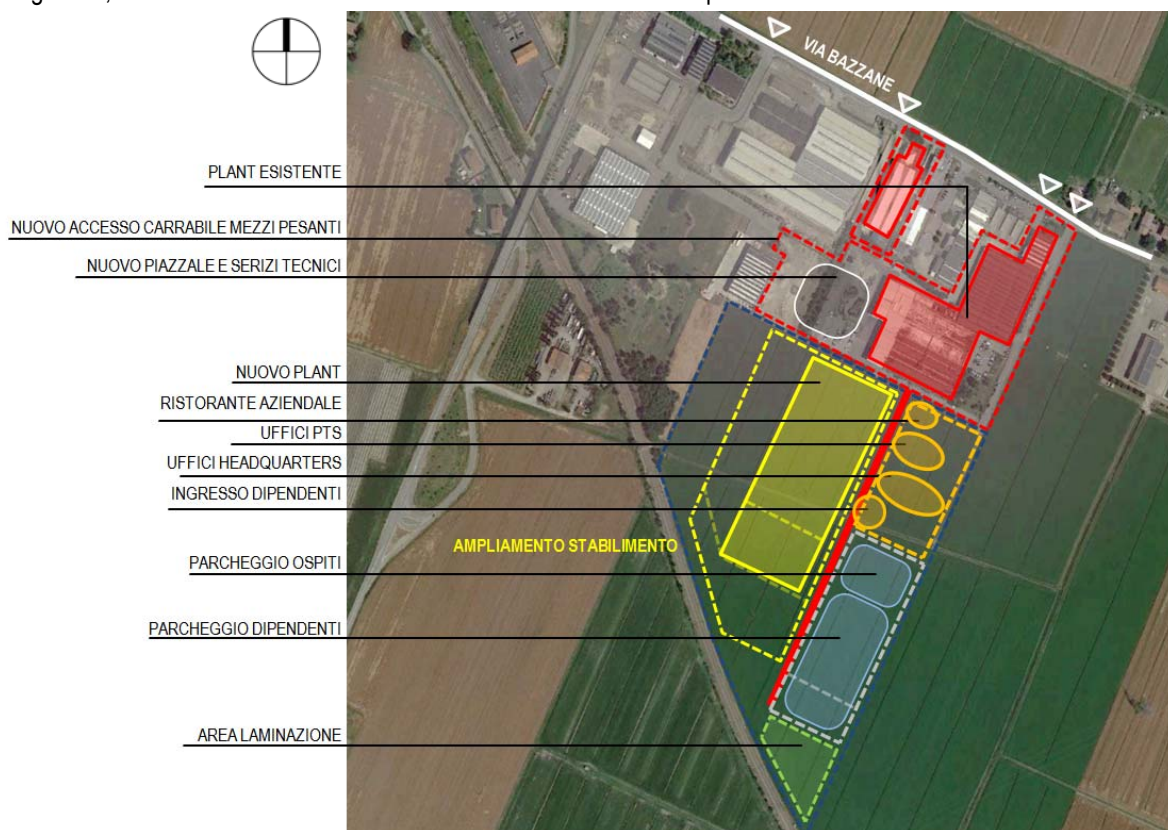 VIA BAZZANE
PLANT ESISTENTE
NUOVO ACCESSO CARRABILE MEZZI PESANTI
NUOVO PIAZZALE E SERIZI TECNICI
NUOVO PLANT
RISTORANTE AZIENDALE
UFFICI PTS
UFFICI HEADQUARTERS
INGRESSO DIPENDENTI
AMPLIAMENTO STABILIMENTO
PARCHEGGIO OSPITI
PARCHEGGIO DIPENDENTI
AREA LAMINAZIONE